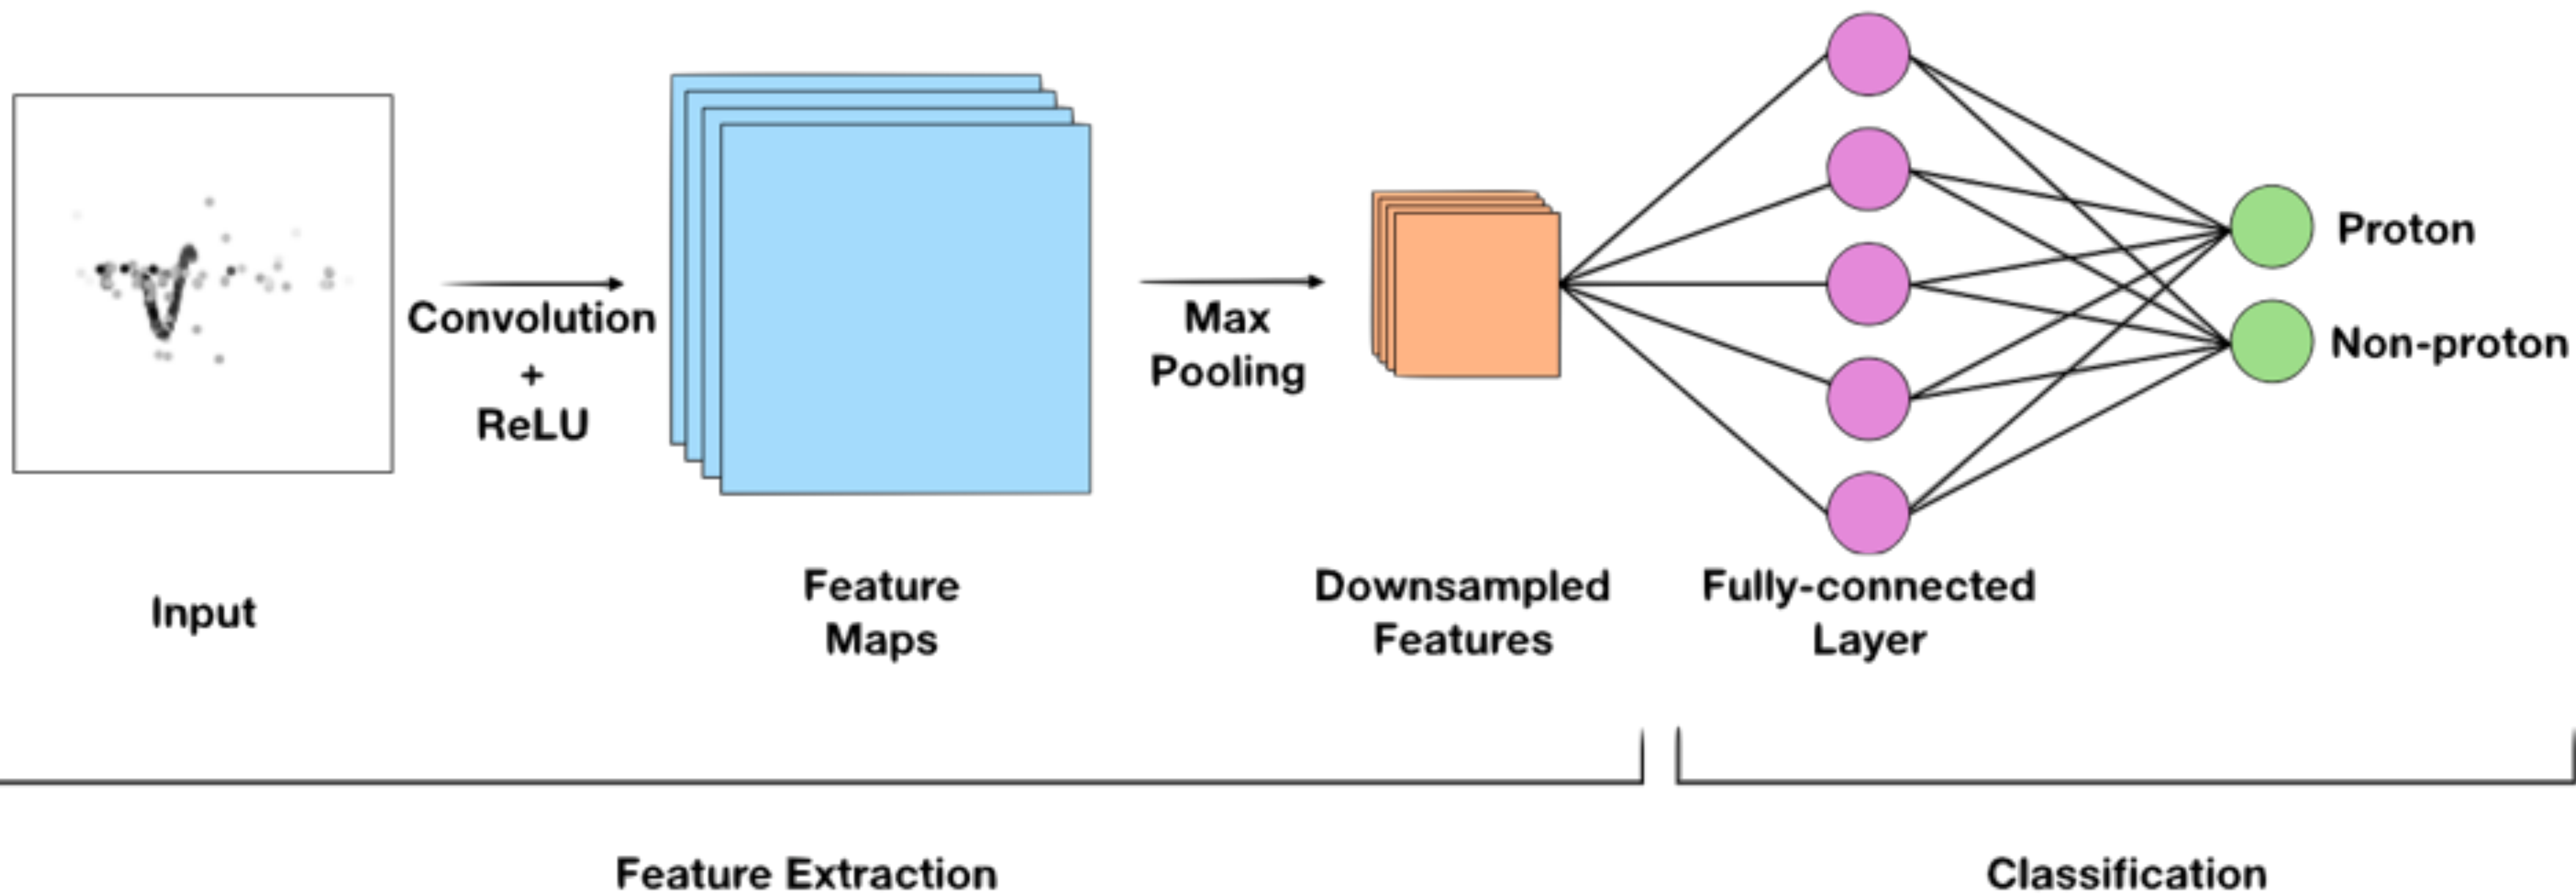 Convolution
+
ReLU
Max
Pooling
Proton
Non-proton
Input
Feature
Maps
Downsampled
Features
Fully-connected
Layer
Feature Extraction
Classification